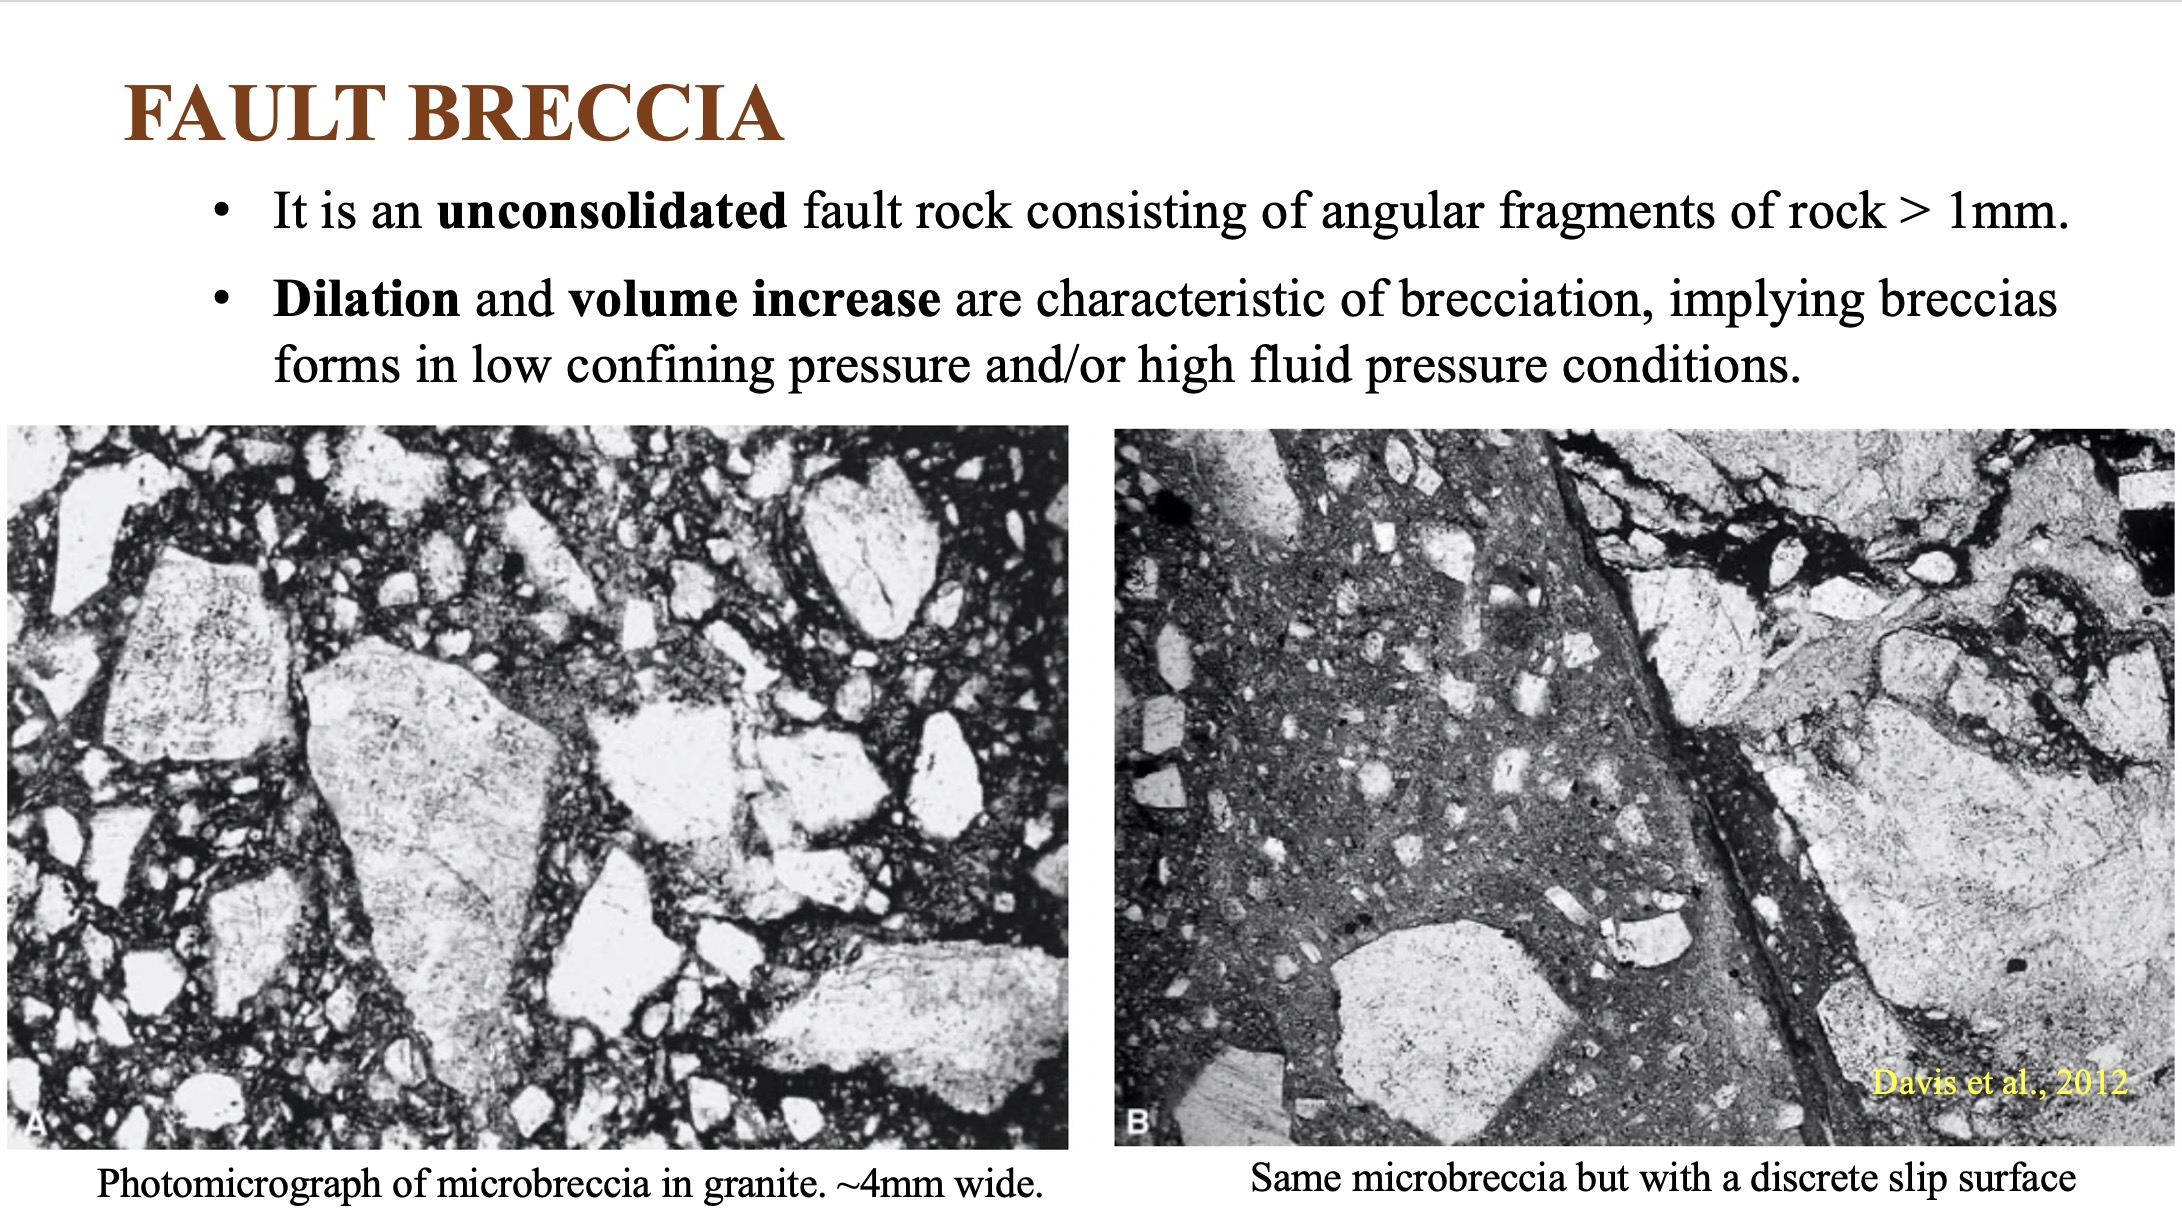 FAULT BRECCIA
• It is an unconsolidated fault rock consisting of angular fragments of rock > 1mm.
• Dilation and volume increase are characteristic of brecciation, implying breccias
forms in low confining pressure and/or high fluid pressure conditions.
A
B
Davis et al., 2012
Photomicrograph of microbreccia in granite. ~4mm wide.
Same microbreccia but with a discrete slip surface